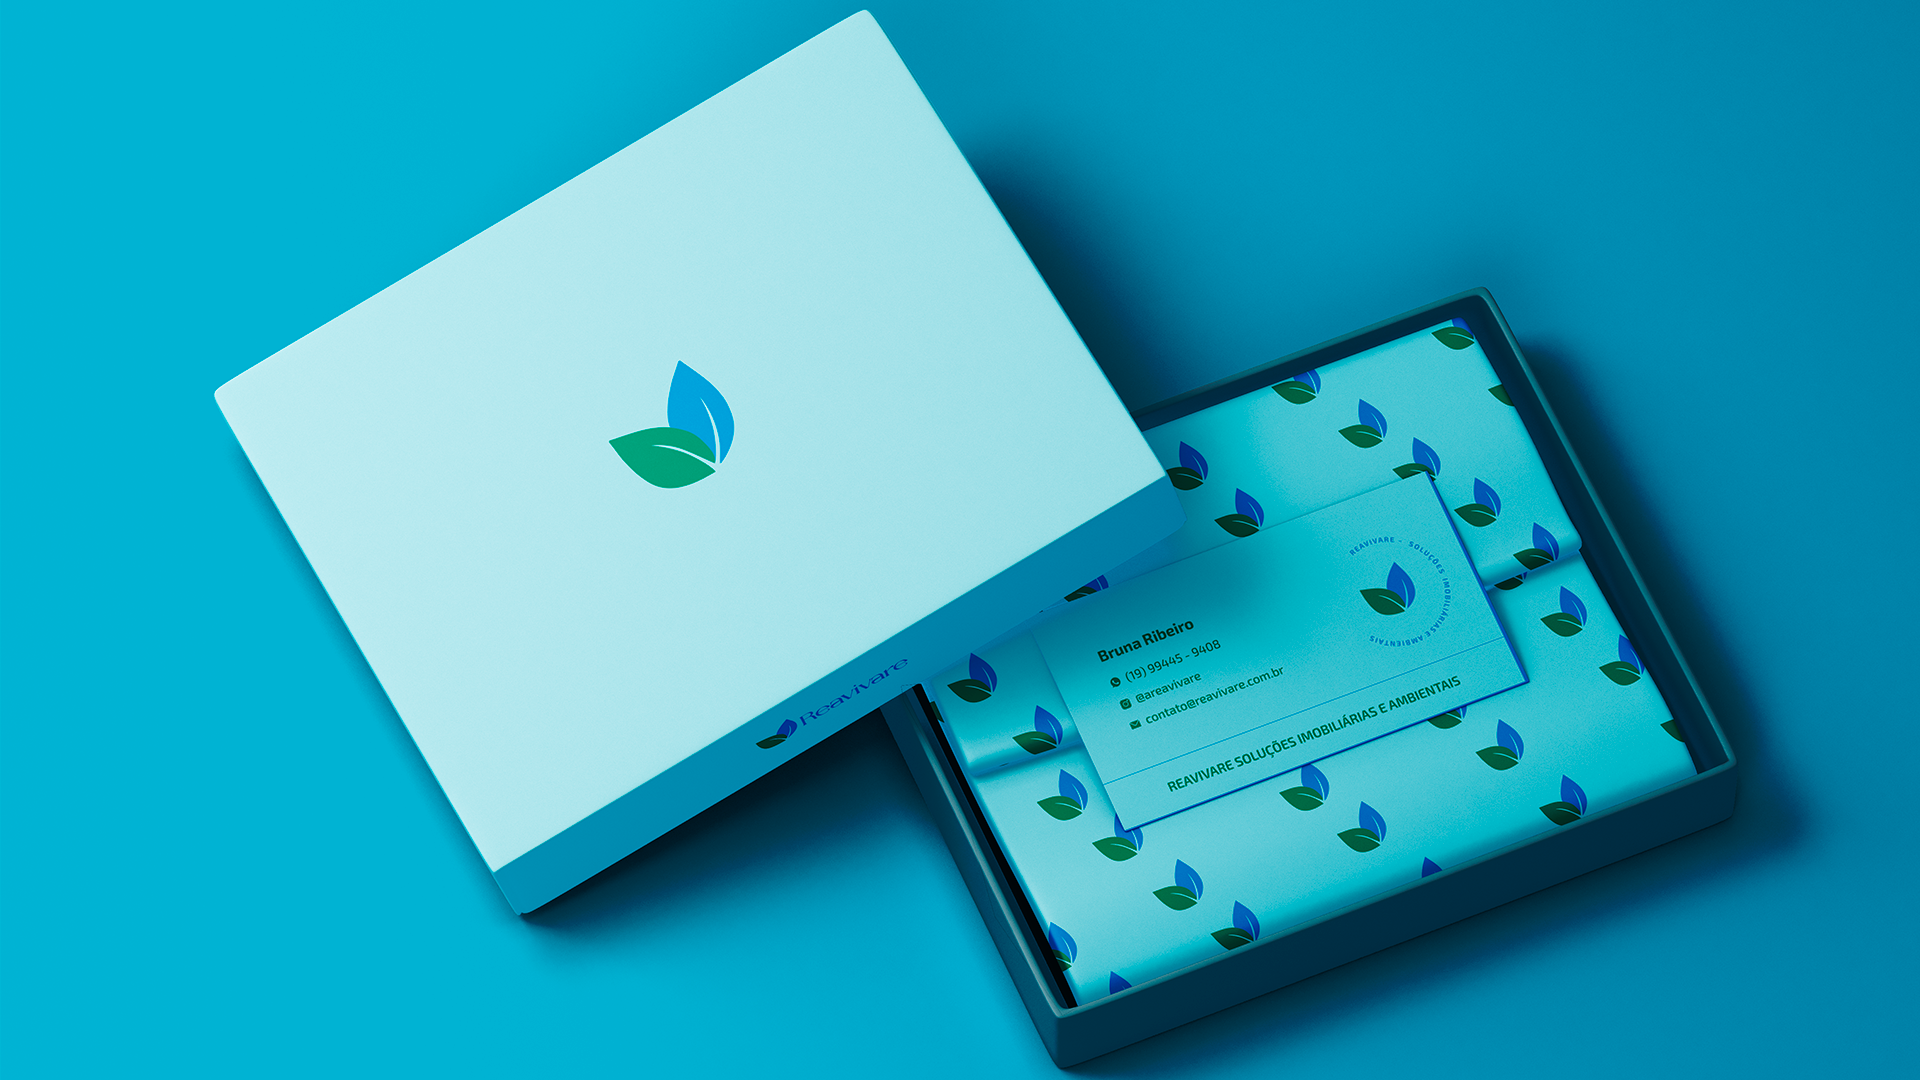 Reavivare
REAVIVARE - SOLUÇÕES IMOBILIÁRIAS E AMBIENTAIS
Bruna Ribeiro
(19) 99445 - 9408
@areavivare
contato@reavivare.com.br
REAVIVARE SOLUÇÕES IMOBILIÁRIAS E AMBIENTAIS